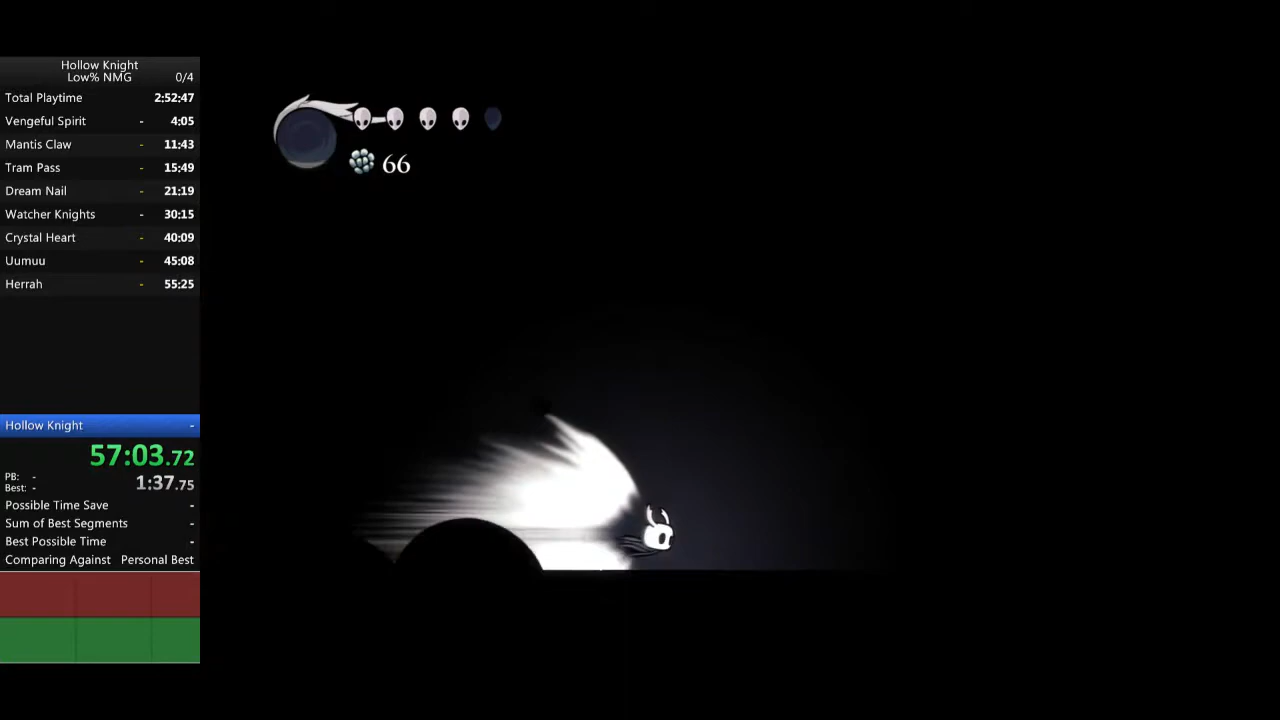 Hollow Knight
Low% NMG 0/4
Total Playtime 2:52:47
Vengeful Spirit - 4:05
Mantis Claw - 11:43
Tram Pass - 15:49
Dream Nail - 21:19
Watcher Knights - 30:15
Crystal Heart - 40:09
Uumuu - 45:08
Herrah - 55:25
Hollow Knight -
57:03.72
PB: -
Best: - 1:37.75
Possible Time Save -
Sum of Best Segments -
Best Possible Time -
Comparing Against Personal Best
66